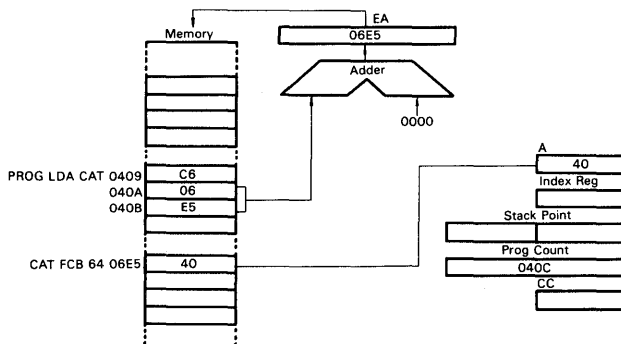 EA
Memory
06E5
Adder
0000
A
40
PROG LDA CAT 0409 C6
040A 06
040B E5
Index Reg
Stack Point
Prog Count
040C
CAT FCB 64 06E5 40
CC